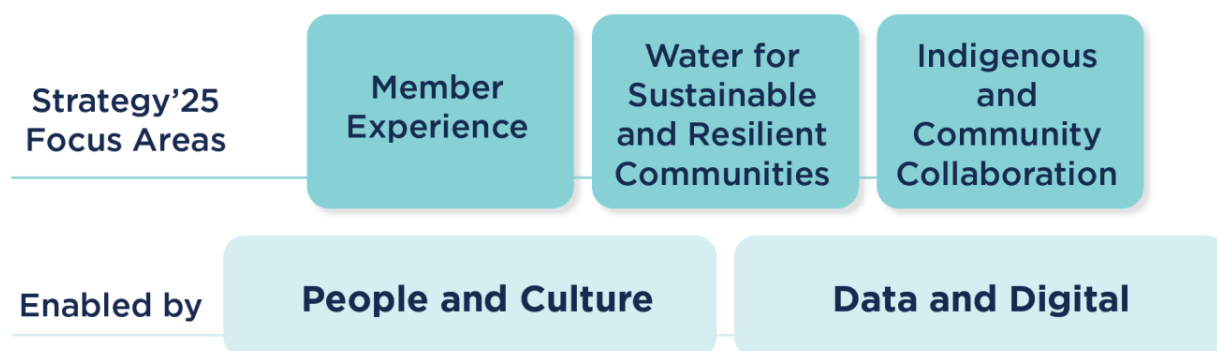 Strategy’25
Focus Areas
Member
Experience
Water for
Sustainable
and Resilient
Communities
Indigenous
and
Community
Collaboration
Enabled by
People and Culture
Data and Digital